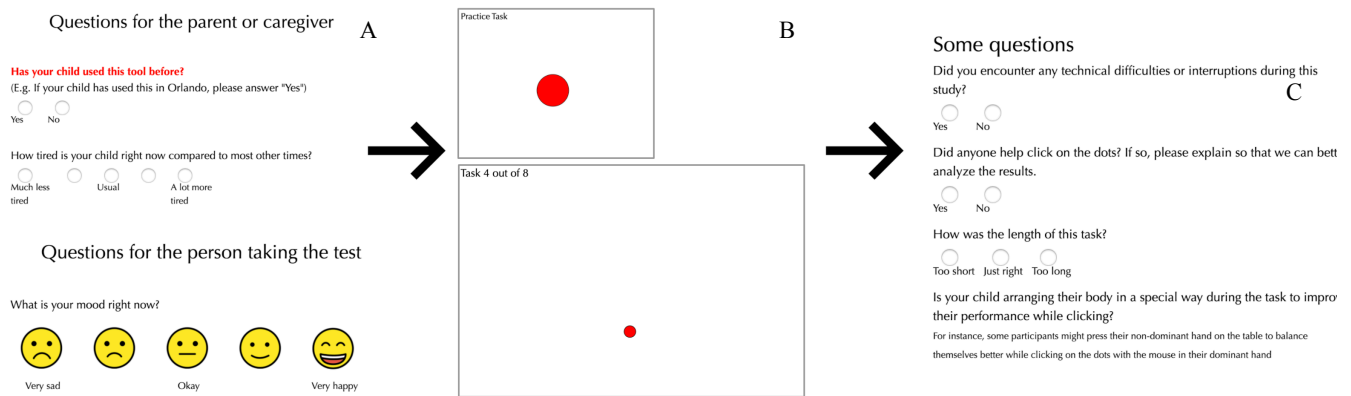 Questions for the parent or caregiver
A
Has your child used this tool before?
(E.g. If your child has used this in Orlando, please answer "Yes")
Yes No
How tired is your child right now compared to most other times?
Much less tired Usual A lot more tired
Questions for the person taking the test
What is your mood right now?
Very sad Okay Very happy
Practice Task
B
Task 4 out of 8
Some questions
Did you encounter any technical difficulties or interruptions during this
study?
C
Yes No
Did anyone help click on the dots? If so, please explain so that we can bett
analyze the results.
Yes No
How was the length of this task?
Too short Just right Too long
Is your child arranging their body in a special way during the task to improv
their performance while clicking?
For instance, some participants might press their non-dominant hand on the table to balance
themselves better while clicking on the dots with the mouse in their dominant hand